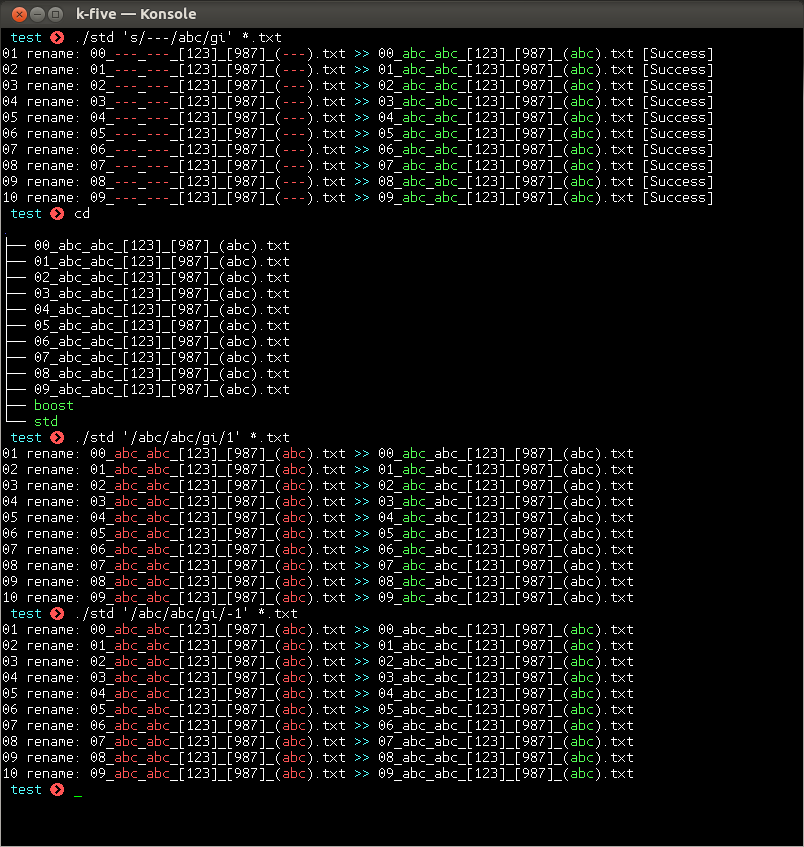 k-five — Konsole
test ./std 's/---/abc/gi' *.txt
01 rename: 00_---_---_[123]_[987]_(---).txt >> 00_abc_abc_[123]_[987]_(abc).txt [Success]
02 rename: 01_---_---_[123]_[987]_(---).txt >> 01_abc_abc_[123]_[987]_(abc).txt [Success]
03 rename: 02_---_---_[123]_[987]_(---).txt >> 02_abc_abc_[123]_[987]_(abc).txt [Success]
04 rename: 03_---_---_[123]_[987]_(---).txt >> 03_abc_abc_[123]_[987]_(abc).txt [Success]
05 rename: 04_---_---_[123]_[987]_(---).txt >> 04_abc_abc_[123]_[987]_(abc).txt [Success]
06 rename: 05_---_---_[123]_[987]_(---).txt >> 05_abc_abc_[123]_[987]_(abc).txt [Success]
07 rename: 06_---_---_[123]_[987]_(---).txt >> 06_abc_abc_[123]_[987]_(abc).txt [Success]
08 rename: 07_---_---_[123]_[987]_(---).txt >> 07_abc_abc_[123]_[987]_(abc).txt [Success]
09 rename: 08_---_---_[123]_[987]_(---).txt >> 08_abc_abc_[123]_[987]_(abc).txt [Success]
10 rename: 09_---_---_[123]_[987]_(---).txt >> 09_abc_abc_[123]_[987]_(abc).txt [Success]
test cd
.
├── 00_abc_abc_[123]_[987]_(abc).txt
├── 01_abc_abc_[123]_[987]_(abc).txt
├── 02_abc_abc_[123]_[987]_(abc).txt
├── 03_abc_abc_[123]_[987]_(abc).txt
├── 04_abc_abc_[123]_[987]_(abc).txt
├── 05_abc_abc_[123]_[987]_(abc).txt
├── 06_abc_abc_[123]_[987]_(abc).txt
├── 07_abc_abc_[123]_[987]_(abc).txt
├── 08_abc_abc_[123]_[987]_(abc).txt
├── 09_abc_abc_[123]_[987]_(abc).txt
├── boost
└── std
test ./std '/abc/abc/gi/1' *.txt
01 rename: 00_abc_abc_[123]_[987]_(abc).txt >> 00_abc_abc_[123]_[987]_(abc).txt
02 rename: 01_abc_abc_[123]_[987]_(abc).txt >> 01_abc_abc_[123]_[987]_(abc).txt
03 rename: 02_abc_abc_[123]_[987]_(abc).txt >> 02_abc_abc_[123]_[987]_(abc).txt
04 rename: 03_abc_abc_[123]_[987]_(abc).txt >> 03_abc_abc_[123]_[987]_(abc).txt
05 rename: 04_abc_abc_[123]_[987]_(abc).txt >> 04_abc_abc_[123]_[987]_(abc).txt
06 rename: 05_abc_abc_[123]_[987]_(abc).txt >> 05_abc_abc_[123]_[987]_(abc).txt
07 rename: 06_abc_abc_[123]_[987]_(abc).txt >> 06_abc_abc_[123]_[987]_(abc).txt
08 rename: 07_abc_abc_[123]_[987]_(abc).txt >> 07_abc_abc_[123]_[987]_(abc).txt
09 rename: 08_abc_abc_[123]_[987]_(abc).txt >> 08_abc_abc_[123]_[987]_(abc).txt
10 rename: 09_abc_abc_[123]_[987]_(abc).txt >> 09_abc_abc_[123]_[987]_(abc).txt
test ./std '/abc/abc/gi/-1' *.txt
01 rename: 00_abc_abc_[123]_[987]_(abc).txt >> 00_abc_abc_[123]_[987]_(abc).txt
02 rename: 01_abc_abc_[123]_[987]_(abc).txt >> 01_abc_abc_[123]_[987]_(abc).txt
03 rename: 02_abc_abc_[123]_[987]_(abc).txt >> 02_abc_abc_[123]_[987]_(abc).txt
04 rename: 03_abc_abc_[123]_[987]_(abc).txt >> 03_abc_abc_[123]_[987]_(abc).txt
05 rename: 04_abc_abc_[123]_[987]_(abc).txt >> 04_abc_abc_[123]_[987]_(abc).txt
06 rename: 05_abc_abc_[123]_[987]_(abc).txt >> 05_abc_abc_[123]_[987]_(abc).txt
07 rename: 06_abc_abc_[123]_[987]_(abc).txt >> 06_abc_abc_[123]_[987]_(abc).txt
08 rename: 07_abc_abc_[123]_[987]_(abc).txt >> 07_abc_abc_[123]_[987]_(abc).txt
09 rename: 08_abc_abc_[123]_[987]_(abc).txt >> 08_abc_abc_[123]_[987]_(abc).txt
10 rename: 09_abc_abc_[123]_[987]_(abc).txt >> 09_abc_abc_[123]_[987]_(abc).txt
test _